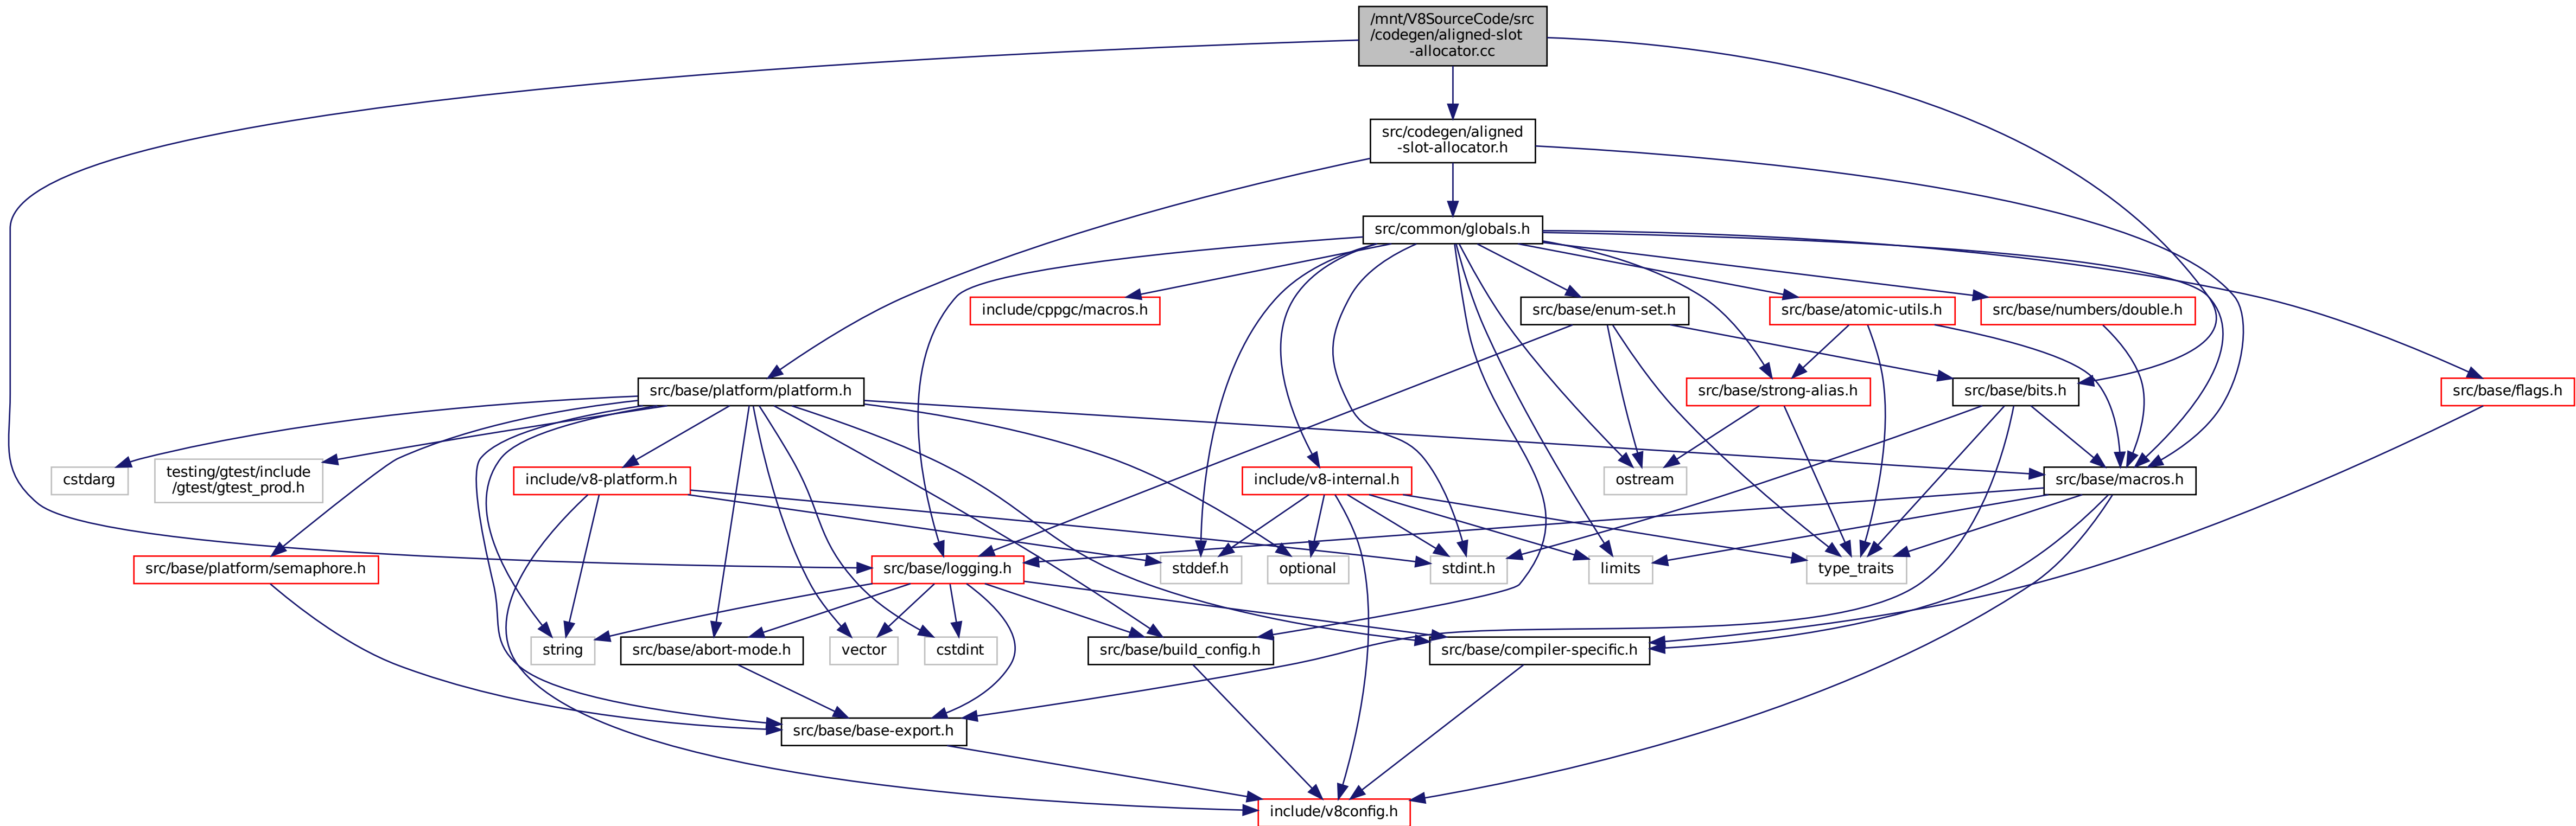 /mnt/V8SourceCode/src
/codegen/aligned-slot
-allocator.cc
src/codegen/aligned
-slot-allocator.h
src/common/globals.h
include/cppgc/macros.h
src/base/enum-set.h
src/base/atomic-utils.h
src/base/numbers/double.h
src/base/platform/platform.h
src/base/strong-alias.h
src/base/bits.h
src/base/flags.h
cstdarg
testing/gtest/include
/gtest/gtest_prod.h
include/v8-platform.h
include/v8-internal.h
ostream
src/base/macros.h
src/base/platform/semaphore.h
src/base/logging.h
stddef.h
optional
stdint.h
limits
type_traits
string
src/base/abort-mode.h
vector
cstdint
src/base/build_config.h
src/base/compiler-specific.h
src/base/base-export.h
include/v8config.h